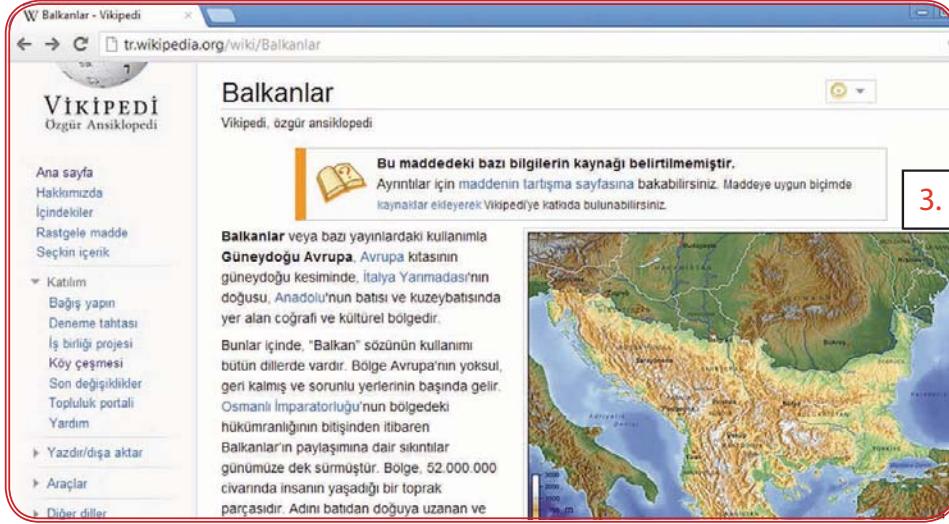 Balkanlar - Vikipedi
tr.wikipedia.org/wiki/Balkanlar
VİKİPEDİ
Özgür Ansiklopedi
Ana sayfa
Hakkımızda
İçindekiler
Rastgele madde
Seçkin içerik
Katılım
Bağış yapın
Deneme tahtası
İş birliği projesi
Köy çeşmesi
Son değişiklikler
Topluluk portali
Yardım
Yazdır/dışa aktar
Araçlar
Diğer diller
Balkanlar
Vikipedi, özgür ansiklopedi
Bu maddedeki bazı bilgilerin kaynağı belirtilmemiştir.
Ayrıntılar için maddenin tartışma sayfasına bakabilirsiniz. Maddeye uygun biçimde
kaynaklar ekleyerek Vikipedi'ye katkıda bulunabilirsiniz.
3.
Balkanlar veya bazı yayınlardaki kullanımla
Güneydoğu Avrupa, Avrupa kıtasının
güneydoğu kesiminde, İtalya Yarımadası'nın
doğusu, Anadolu'nun batısı ve kuzeybatısında
yer alan coğrafi ve kültürel bölgedir.
Bunlar içinde, "Balkan" sözünün kullanımı
bütün dillerde vardır. Bölge Avrupa'nın yoksul,
geri kalmış ve sorunlu yerlerinin başında gelir.
Osmanlı İmparatorluğu'nun bölgedeki
hükümranlığının bitişinden itibaren
Balkanlar'ın paylaşımına dair sıkıntılar
günümüze dek sürmüştür. Bölge, 52.000.000
civarında insanın yaşadığı bir toprak
parçasıdır. Adını batıdan doğuya uzanan ve
Budapeşte
Bükreş
Adriyatik
Denizi